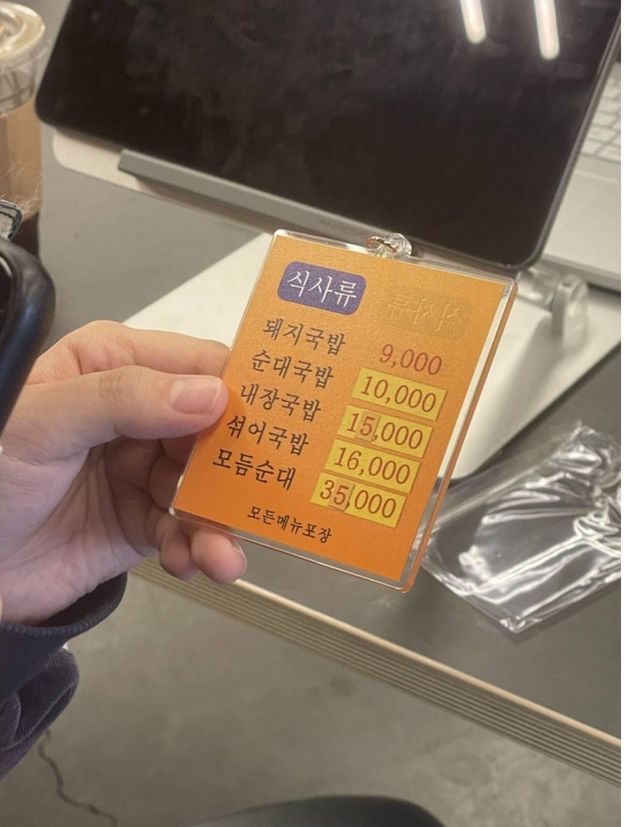 식사류
돼지국밥 9,000
순대국밥 10,000
내장국밥 15,000
섞어국밥 16,000
모듬순대 35,000
모든메뉴포장